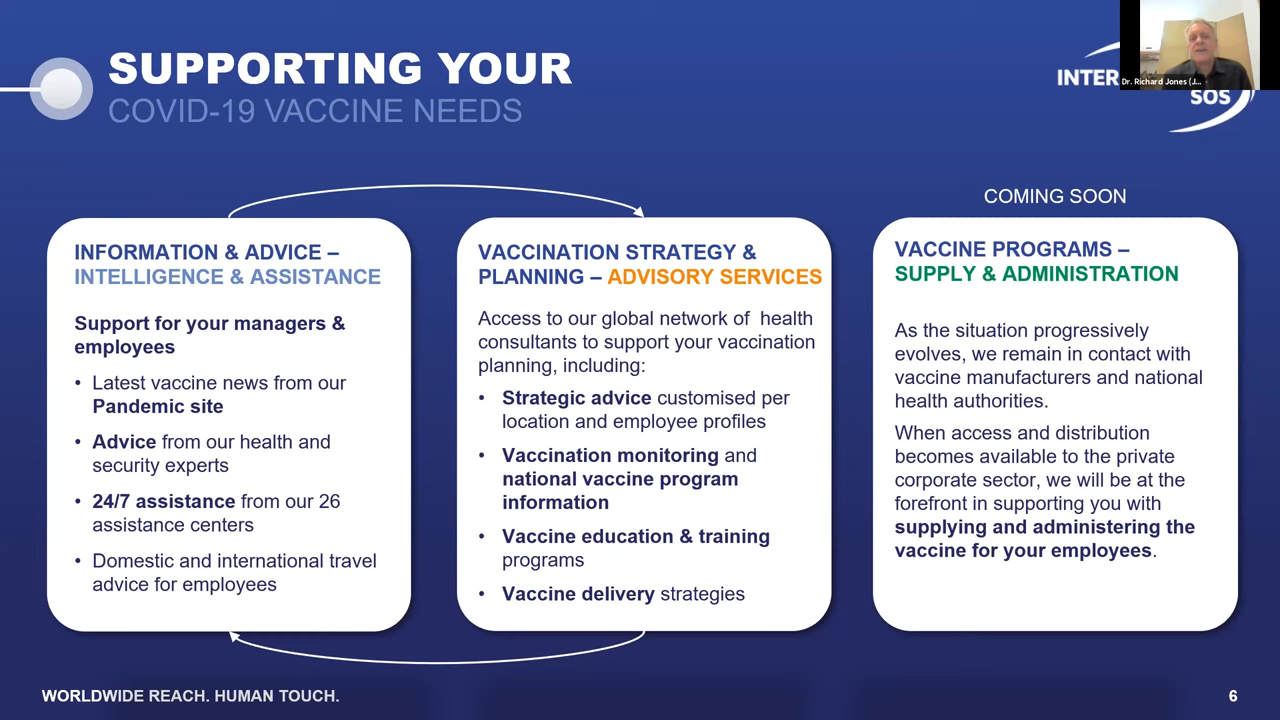 SUPPORTING YOUR
COVID-19 VACCINE NEEDS
INTER
SOS
Dr. Richard Jones (J...
COMING SOON
INFORMATION & ADVICE –
INTELLIGENCE & ASSISTANCE
Support for your managers &
employees
• Latest vaccine news from our
Pandemic site
• Advice from our health and
security experts
• 24/7 assistance from our 26
assistance centers
• Domestic and international travel
advice for employees
VACCINATION STRATEGY &
PLANNING – ADVISORY SERVICES
Access to our global network of health
consultants to support your vaccination
planning, including:
• Strategic advice customised per
location and employee profiles
• Vaccination monitoring and
national vaccine program
information
• Vaccine education & training
programs
• Vaccine delivery strategies
VACCINE PROGRAMS –
SUPPLY & ADMINISTRATION
As the situation progressively
evolves, we remain in contact with
vaccine manufacturers and national
health authorities.
When access and distribution
becomes available to the private
corporate sector, we will be at the
forefront in supporting you with
supplying and administering the
vaccine for your employees.
WORLDWIDE REACH. HUMAN TOUCH.
6